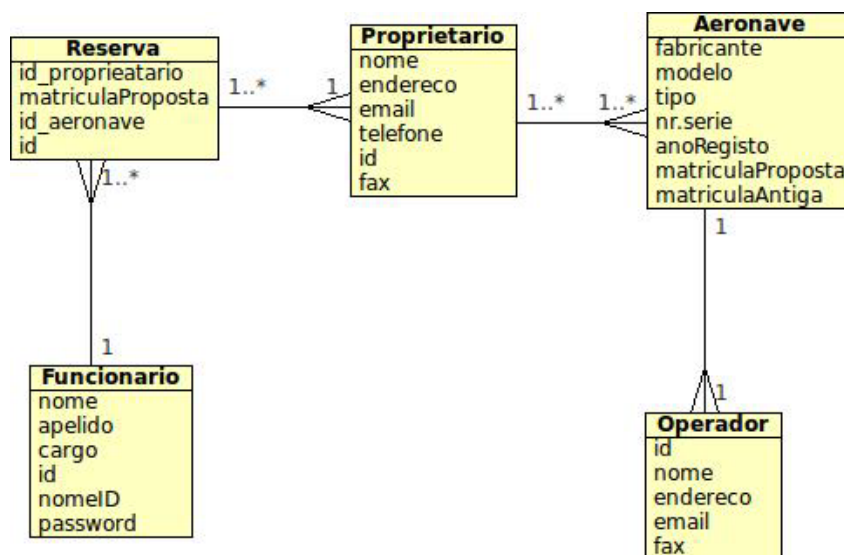 Reserva
id_proprieatario
matriculaProposta
id_aeronave
id
1..*
1
Proprietario
nome
endereco
email
telefone
id
fax
1..*
1..*
Aeronave
fabricante
modelo
tipo
nr.serie
anoRegisto
matriculaProposta
matriculaAntiga
1..*
1
Funcionario
nome
apelido
cargo
id
nomeID
password
1
1
Operador
id
nome
endereco
email
fax